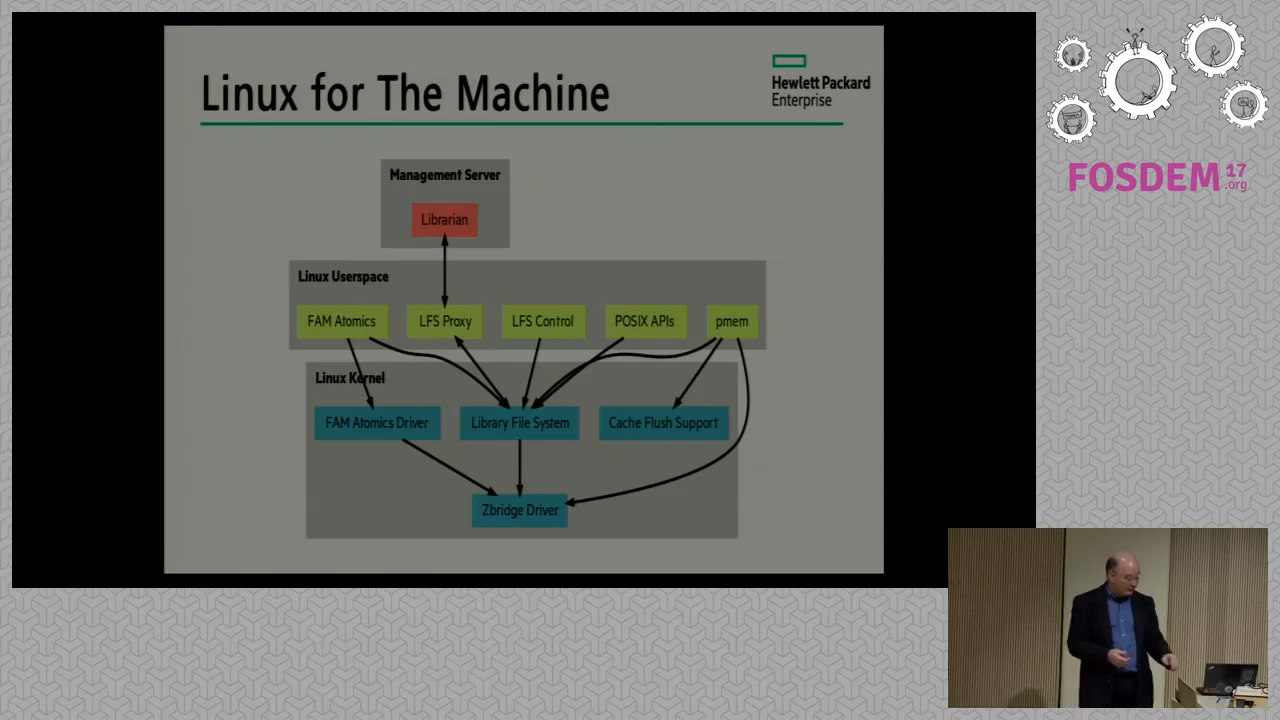 Linux for The Machine
Hewlett Packard
Enterprise
Management Server
Librarian
Linux Userspace
FAM Atomics
LFS Proxy
LFS Control
POSIX APIs
pmem
Linux Kernel
FAM Atomics Driver
Library File System
Cache Flush Support
Zbridge Driver
FOSDEM 17
.org